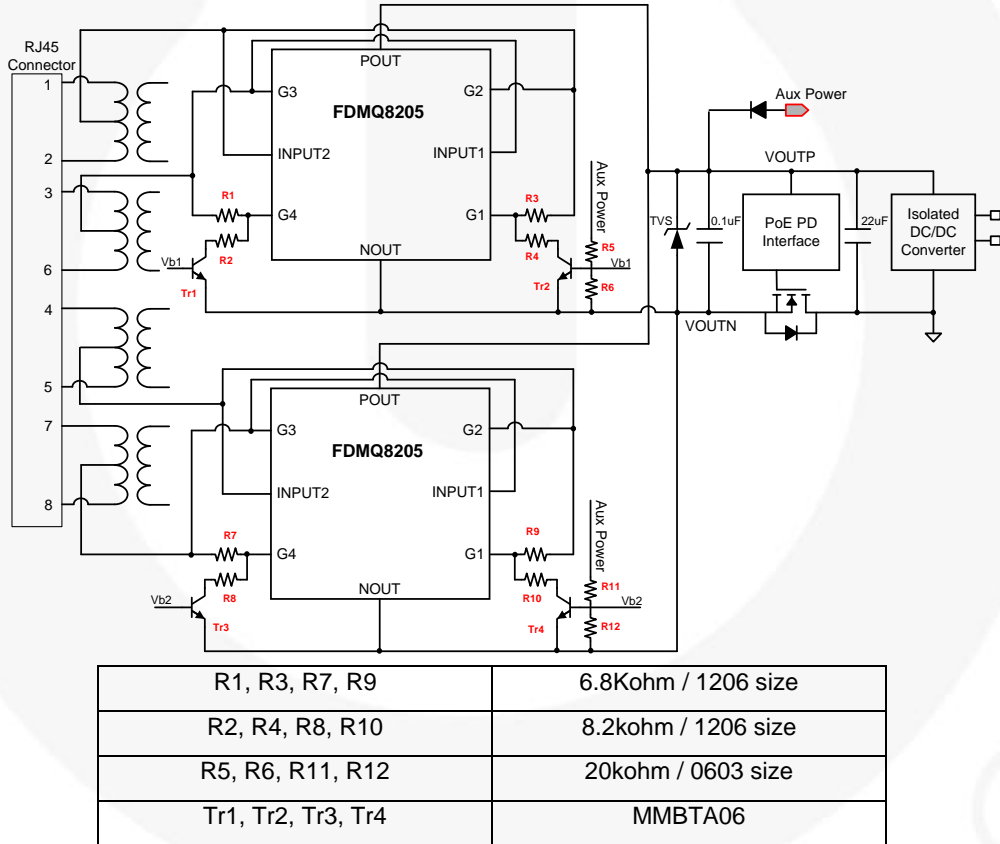 RJ45
Connector
1
2
3
6
4
5
7
8
POUT
G3
G2
FDMQ8205
INPUT2
INPUT1
R1
G4
R2
Vb1
Tr1
NOUT
R3
G1
R4
Tr2
Aux Power
R5
Vb1
R6
Aux Power
VOUTP
TVS
0.1uF
PoE PD
Interface
22uF
Isolated
DC/DC
Converter
VOUTN
POUT
G3
G2
FDMQ8205
INPUT2
INPUT1
R7
G4
R8
Vb2
Tr3
NOUT
R9
G1
R10
Tr4
Aux Power
R11
Vb2
R12
R1, R3, R7, R9 6.8Kohm / 1206 size
R2, R4, R8, R10 8.2kohm / 1206 size
R5, R6, R11, R12 20kohm / 0603 size
Tr1, Tr2, Tr3, Tr4 MMBTA06